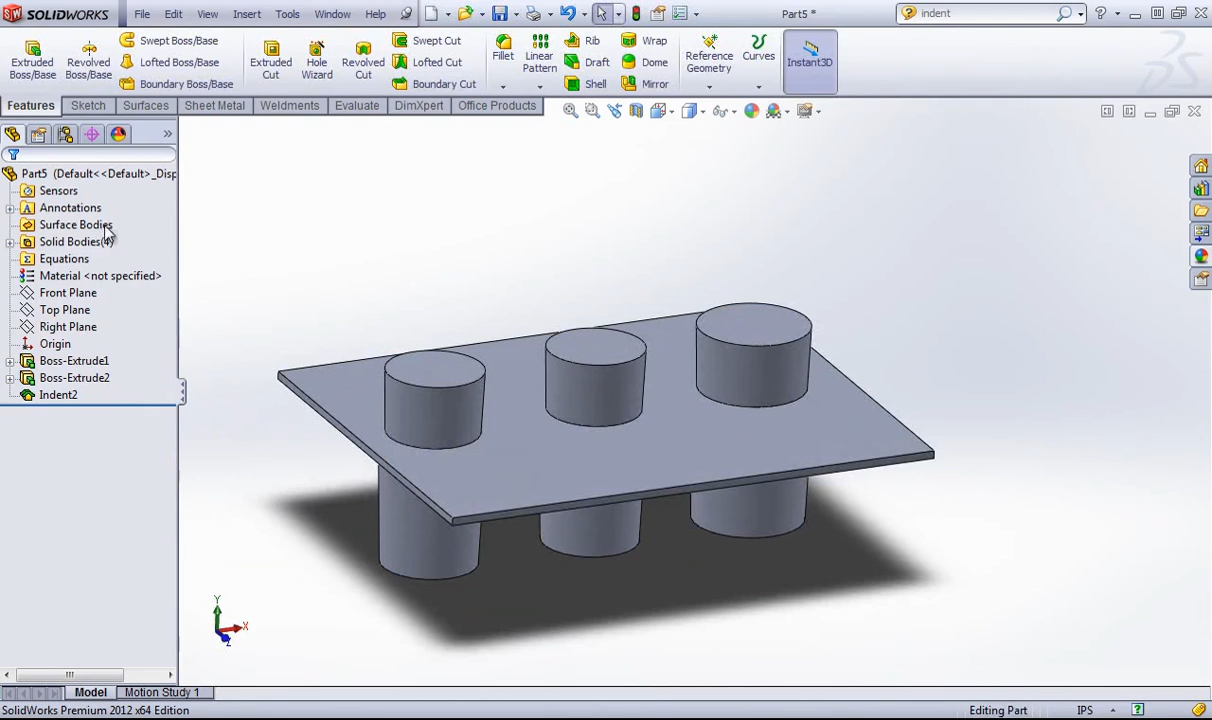 SW SOLIDWORKS File Edit View Insert Tools Window Help Part5 * indent
Extruded Boss/Base
Revolved Boss/Base
Swept Boss/Base
Lofted Boss/Base
Boundary Boss/Base
Extruded Cut
Hole Wizard
Revolved Cut
Swept Cut
Lofted Cut
Boundary Cut
Fillet
Linear Pattern
Rib
Draft
Shell
Wrap
Dome
Mirror
Reference Geometry
Curves
Instant3D
Features Sketch Surfaces Sheet Metal Weldments Evaluate DimXpert Office Products
Part5 (Default<<Default>_Disp
Sensors
Annotations
Surface Bodies
Solid Bodies(4)
Equations
Material <not specified>
Front Plane
Top Plane
Right Plane
Origin
Boss-Extrude1
Boss-Extrude2
Indent2
Y
X
Z
Model Motion Study 1
SolidWorks Premium 2012 x64 Edition Editing Part IPS